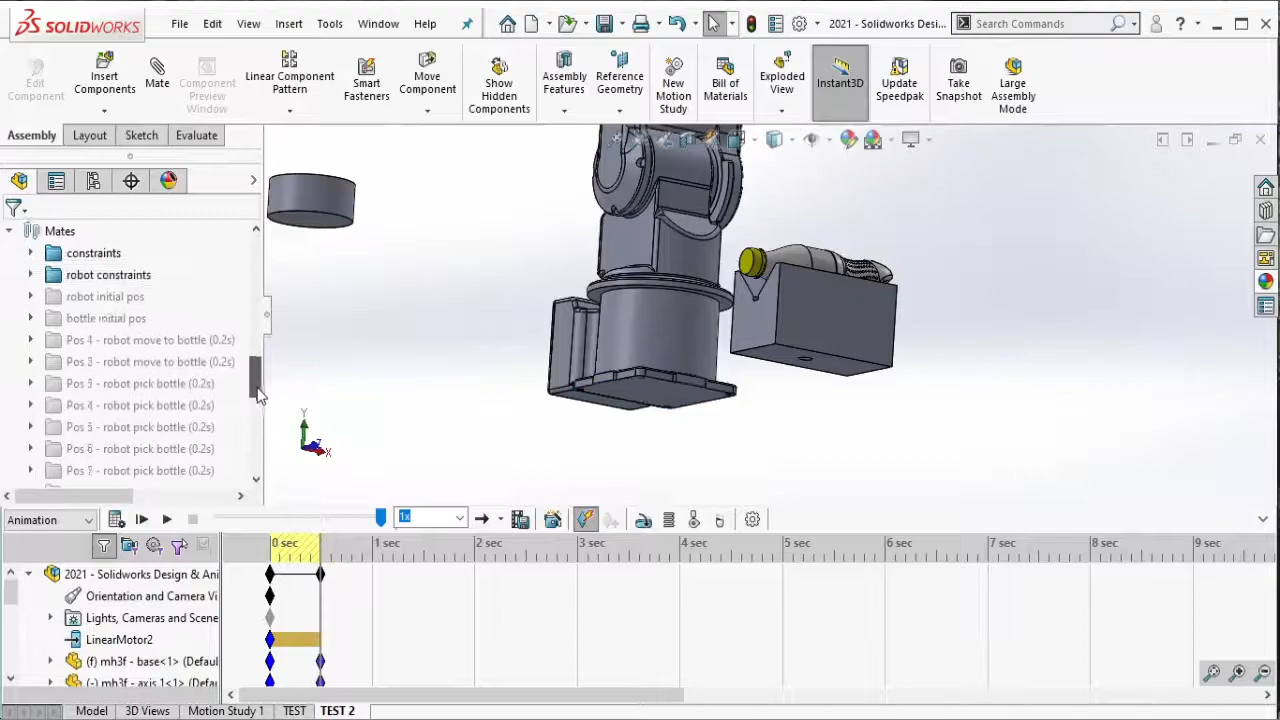 SOLIDWORKS
File Edit View Insert Tools Window Help
2021 - Solidworks Desi...
Search Commands
Edit Component
Insert Components
Mate
Component Preview Window
Linear Component Pattern
Smart Fasteners
Move Component
Show Hidden Components
Assembly Features
Reference Geometry
New Motion Study
Bill of Materials
Exploded View
Instant3D
Update Speedpak
Take Snapshot
Large Assembly Mode
Assembly Layout Sketch Evaluate
Mates
constraints
robot constraints
robot initial pos
bottle initial pos
Pos 4 - robot move to bottle (0.2s)
Pos 3 - robot move to bottle (0.2s)
Pos 3 - robot pick bottle (0.2s)
Pos 4 - robot pick bottle (0.2s)
Pos 5 - robot pick bottle (0.2s)
Pos 6 - robot pick bottle (0.2s)
Pos 7 - robot pick bottle (0.2s)
Y
Z
X
Animation
1x
0 sec 1 sec 2 sec 3 sec 4 sec 5 sec 6 sec 7 sec 8 sec 9 sec
2021 - Solidworks Design & Ani
Orientation and Camera Vi
Lights, Cameras and Scene
LinearMotor2
(f) mh3f - base<1> (Defau
(-) mh3f - axis 1<1> (Defau
Model 3D Views Motion Study 1 TEST TEST 2